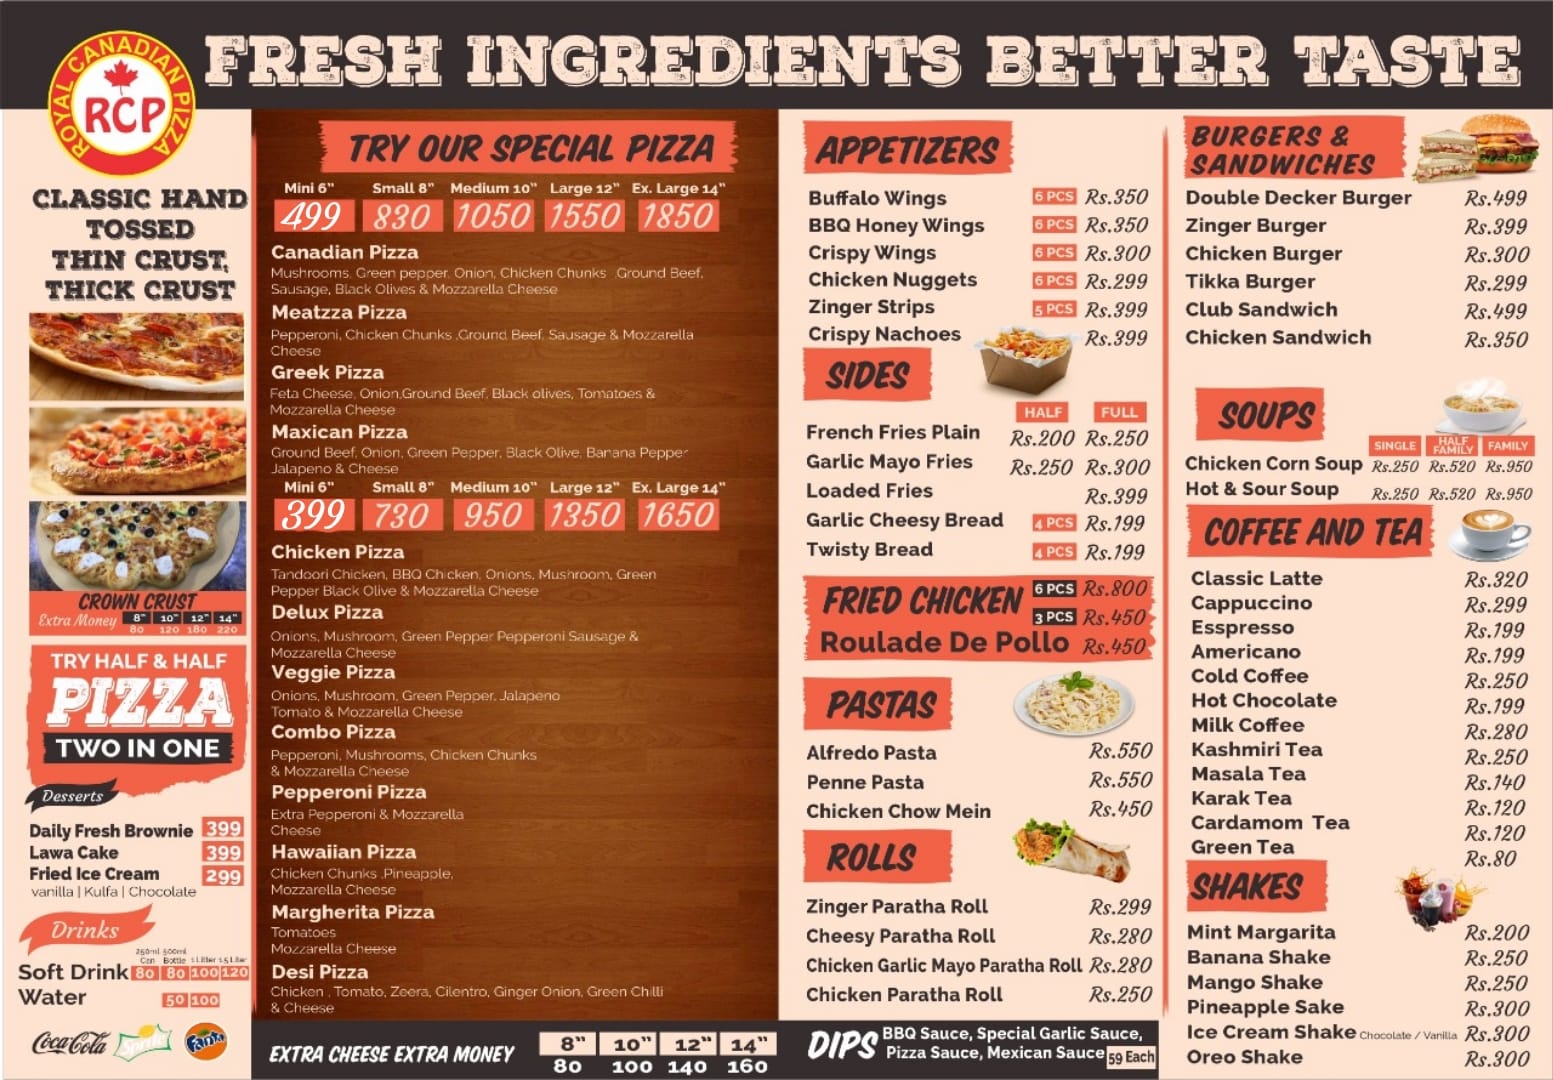 ROYAL CANADIAN PIZZA
RCP
FRESH INGREDIENTS BETTER TASTE
CLASSIC HAND
TOSSED
THIN CRUST,
THICK CRUST
CROWN CRUST
Extra Money 8" 10" 12" 14"
80 120 180 220
TRY HALF & HALF
PIZZA
TWO IN ONE
Desserts
Daily Fresh Brownie 399
Lawa Cake 399
Fried Ice Cream 299
vanilla | Kulfa | Chocolate
Drinks
250ml 500ml
Can Bottle 1 Litter 1.5 Liter
Soft Drink 80 80 100 120
Water 50 100
Coca-Cola Sprite Fanta
TRY OUR SPECIAL PIZZA
Mini 6" Small 8" Medium 10" Large 12" Ex. Large 14"
499 830 1050 1550 1850
Canadian Pizza
Mushrooms, Green pepper, Onion, Chicken Chunks ,Ground Beef,
Sausage, Black Olives & Mozzarella Cheese
Meatzza Pizza
Pepperoni, Chicken Chunks ,Ground Beef, Sausage & Mozzarella
Cheese
Greek Pizza
Feta Cheese, Onion,Ground Beef, Black olives, Tomatoes &
Mozzarella Cheese
Maxican Pizza
Ground Beef, Onion, Green Pepper, Black Olive, Banana Pepper
Jalapeno & Cheese
Mini 6" Small 8" Medium 10" Large 12" Ex. Large 14"
399 730 950 1350 1650
Chicken Pizza
Tandoori Chicken, BBQ Chicken, Onions, Mushroom, Green
Pepper Black Olive & Mozzarella Cheese
Delux Pizza
Onions, Mushroom, Green Pepper Pepperoni Sausage &
Mozzarella Cheese
Veggie Pizza
Onions, Mushroom, Green Pepper, Jalapeno
Tomato & Mozzarella Cheese
Combo Pizza
Pepperoni, Mushrooms, Chicken Chunks
& Mozzarella Cheese
Pepperoni Pizza
Extra Pepperoni & Mozzarella
Cheese
Hawaiian Pizza
Chicken Chunks ,Pineapple,
Mozzarella Cheese
Margherita Pizza
Tomatoes
Mozzarella Cheese
Desi Pizza
Chicken , Tomato, Zeera, Cilentro, Ginger Onion, Green Chilli
& Cheese
EXTRA CHEESE EXTRA MONEY 8" 10" 12" 14"
80 100 140 160
APPETIZERS
Buffalo Wings 6 PCS Rs.350
BBQ Honey Wings 6 PCS Rs.350
Crispy Wings 6 PCS Rs.300
Chicken Nuggets 6 PCS Rs.299
Zinger Strips 5 PCS Rs.399
Crispy Nachoes Rs.399
SIDES
HALF FULL
French Fries Plain Rs.200 Rs.250
Garlic Mayo Fries Rs.250 Rs.300
Loaded Fries Rs.399
Garlic Cheesy Bread 4 PCS Rs.199
Twisty Bread 4 PCS Rs.199
FRIED CHICKEN 6 PCS Rs.800
3 PCS Rs.450
Roulade De Pollo Rs.450
PASTAS
Alfredo Pasta Rs.550
Penne Pasta Rs.550
Chicken Chow Mein Rs.450
ROLLS
Zinger Paratha Roll Rs.299
Cheesy Paratha Roll Rs.280
Chicken Garlic Mayo Paratha Roll Rs.280
Chicken Paratha Roll Rs.250
DIPS BBQ Sauce, Special Garlic Sauce,
Pizza Sauce, Mexican Sauce 59 Each
BURGERS &
SANDWICHES
Double Decker Burger Rs.499
Zinger Burger Rs.399
Chicken Burger Rs.300
Tikka Burger Rs.299
Club Sandwich Rs.499
Chicken Sandwich Rs.350
SOUPS
SINGLE HALF FAMILY FAMILY
Chicken Corn Soup Rs.250 Rs.520 Rs.950
Hot & Sour Soup Rs.250 Rs.520 Rs.950
COFFEE AND TEA
Classic Latte Rs.320
Cappuccino Rs.299
Esspresso Rs.199
Americano Rs.199
Cold Coffee Rs.250
Hot Chocolate Rs.199
Milk Coffee Rs.280
Kashmiri Tea Rs.250
Masala Tea Rs.140
Karak Tea Rs.120
Cardamom Tea Rs.120
Green Tea Rs.80
SHAKES
Mint Margarita Rs.200
Banana Shake Rs.250
Mango Shake Rs.250
Pineapple Sake Rs.300
Ice Cream Shake Chocolate / Vanilla Rs.300
Oreo Shake Rs.300